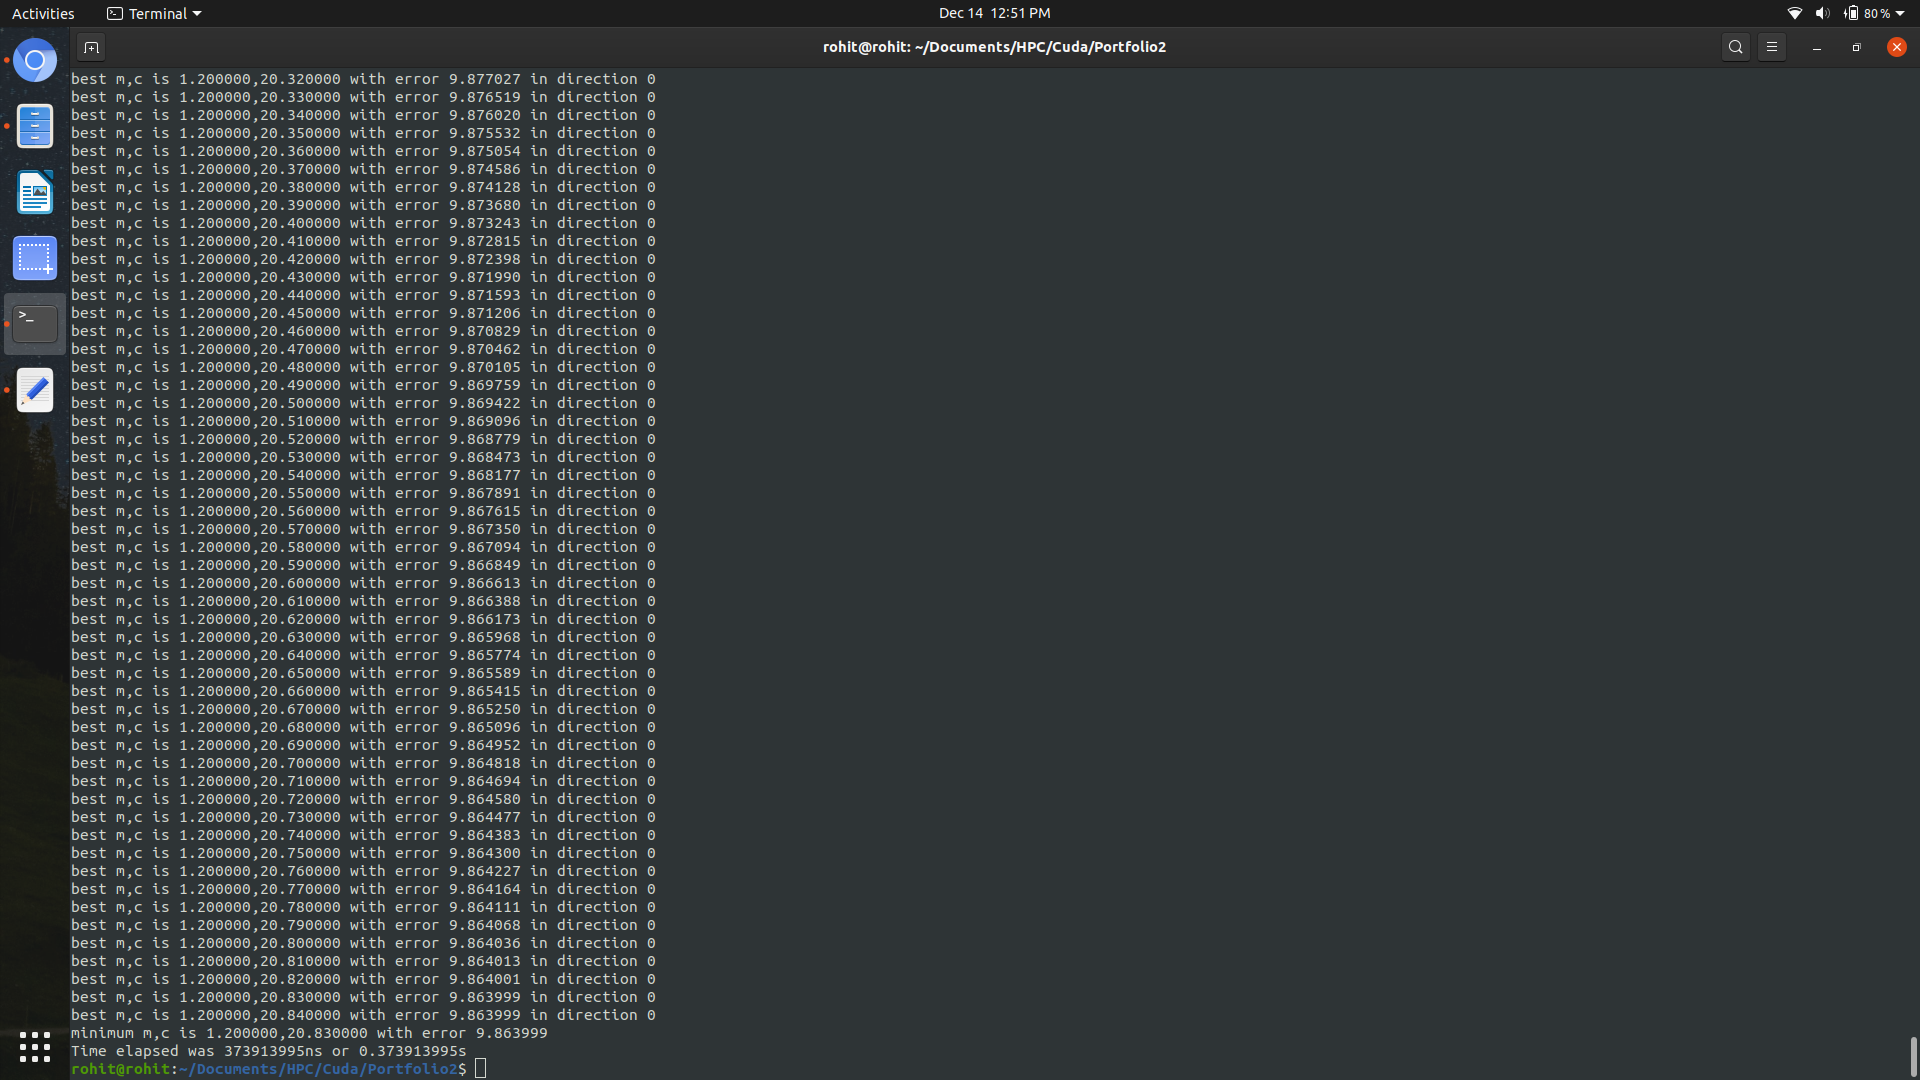 Activities
Terminal
Dec 14 12:51 PM
80 %
rohit@rohit: ~/Documents/HPC/Cuda/Portfolio2
best m,c is 1.200000,20.320000 with error 9.877027 in direction 0
best m,c is 1.200000,20.330000 with error 9.876519 in direction 0
best m,c is 1.200000,20.340000 with error 9.876020 in direction 0
best m,c is 1.200000,20.350000 with error 9.875532 in direction 0
best m,c is 1.200000,20.360000 with error 9.875054 in direction 0
best m,c is 1.200000,20.370000 with error 9.874586 in direction 0
best m,c is 1.200000,20.380000 with error 9.874128 in direction 0
best m,c is 1.200000,20.390000 with error 9.873680 in direction 0
best m,c is 1.200000,20.400000 with error 9.873243 in direction 0
best m,c is 1.200000,20.410000 with error 9.872815 in direction 0
best m,c is 1.200000,20.420000 with error 9.872398 in direction 0
best m,c is 1.200000,20.430000 with error 9.871990 in direction 0
best m,c is 1.200000,20.440000 with error 9.871593 in direction 0
best m,c is 1.200000,20.450000 with error 9.871206 in direction 0
best m,c is 1.200000,20.460000 with error 9.870829 in direction 0
best m,c is 1.200000,20.470000 with error 9.870462 in direction 0
best m,c is 1.200000,20.480000 with error 9.870105 in direction 0
best m,c is 1.200000,20.490000 with error 9.869759 in direction 0
best m,c is 1.200000,20.500000 with error 9.869422 in direction 0
best m,c is 1.200000,20.510000 with error 9.869096 in direction 0
best m,c is 1.200000,20.520000 with error 9.868779 in direction 0
best m,c is 1.200000,20.530000 with error 9.868473 in direction 0
best m,c is 1.200000,20.540000 with error 9.868177 in direction 0
best m,c is 1.200000,20.550000 with error 9.867891 in direction 0
best m,c is 1.200000,20.560000 with error 9.867615 in direction 0
best m,c is 1.200000,20.570000 with error 9.867350 in direction 0
best m,c is 1.200000,20.580000 with error 9.867094 in direction 0
best m,c is 1.200000,20.590000 with error 9.866849 in direction 0
best m,c is 1.200000,20.600000 with error 9.866613 in direction 0
best m,c is 1.200000,20.610000 with error 9.866388 in direction 0
best m,c is 1.200000,20.620000 with error 9.866173 in direction 0
best m,c is 1.200000,20.630000 with error 9.865968 in direction 0
best m,c is 1.200000,20.640000 with error 9.865774 in direction 0
best m,c is 1.200000,20.650000 with error 9.865589 in direction 0
best m,c is 1.200000,20.660000 with error 9.865415 in direction 0
best m,c is 1.200000,20.670000 with error 9.865250 in direction 0
best m,c is 1.200000,20.680000 with error 9.865096 in direction 0
best m,c is 1.200000,20.690000 with error 9.864952 in direction 0
best m,c is 1.200000,20.700000 with error 9.864818 in direction 0
best m,c is 1.200000,20.710000 with error 9.864694 in direction 0
best m,c is 1.200000,20.720000 with error 9.864580 in direction 0
best m,c is 1.200000,20.730000 with error 9.864477 in direction 0
best m,c is 1.200000,20.740000 with error 9.864383 in direction 0
best m,c is 1.200000,20.750000 with error 9.864300 in direction 0
best m,c is 1.200000,20.760000 with error 9.864227 in direction 0
best m,c is 1.200000,20.770000 with error 9.864164 in direction 0
best m,c is 1.200000,20.780000 with error 9.864111 in direction 0
best m,c is 1.200000,20.790000 with error 9.864068 in direction 0
best m,c is 1.200000,20.800000 with error 9.864036 in direction 0
best m,c is 1.200000,20.810000 with error 9.864013 in direction 0
best m,c is 1.200000,20.820000 with error 9.864001 in direction 0
best m,c is 1.200000,20.830000 with error 9.863999 in direction 0
best m,c is 1.200000,20.840000 with error 9.863999 in direction 0
minimum m,c is 1.200000,20.830000 with error 9.863999
Time elapsed was 373913995ns or 0.373913995s
rohit@rohit:~/Documents/HPC/Cuda/Portfolio2$